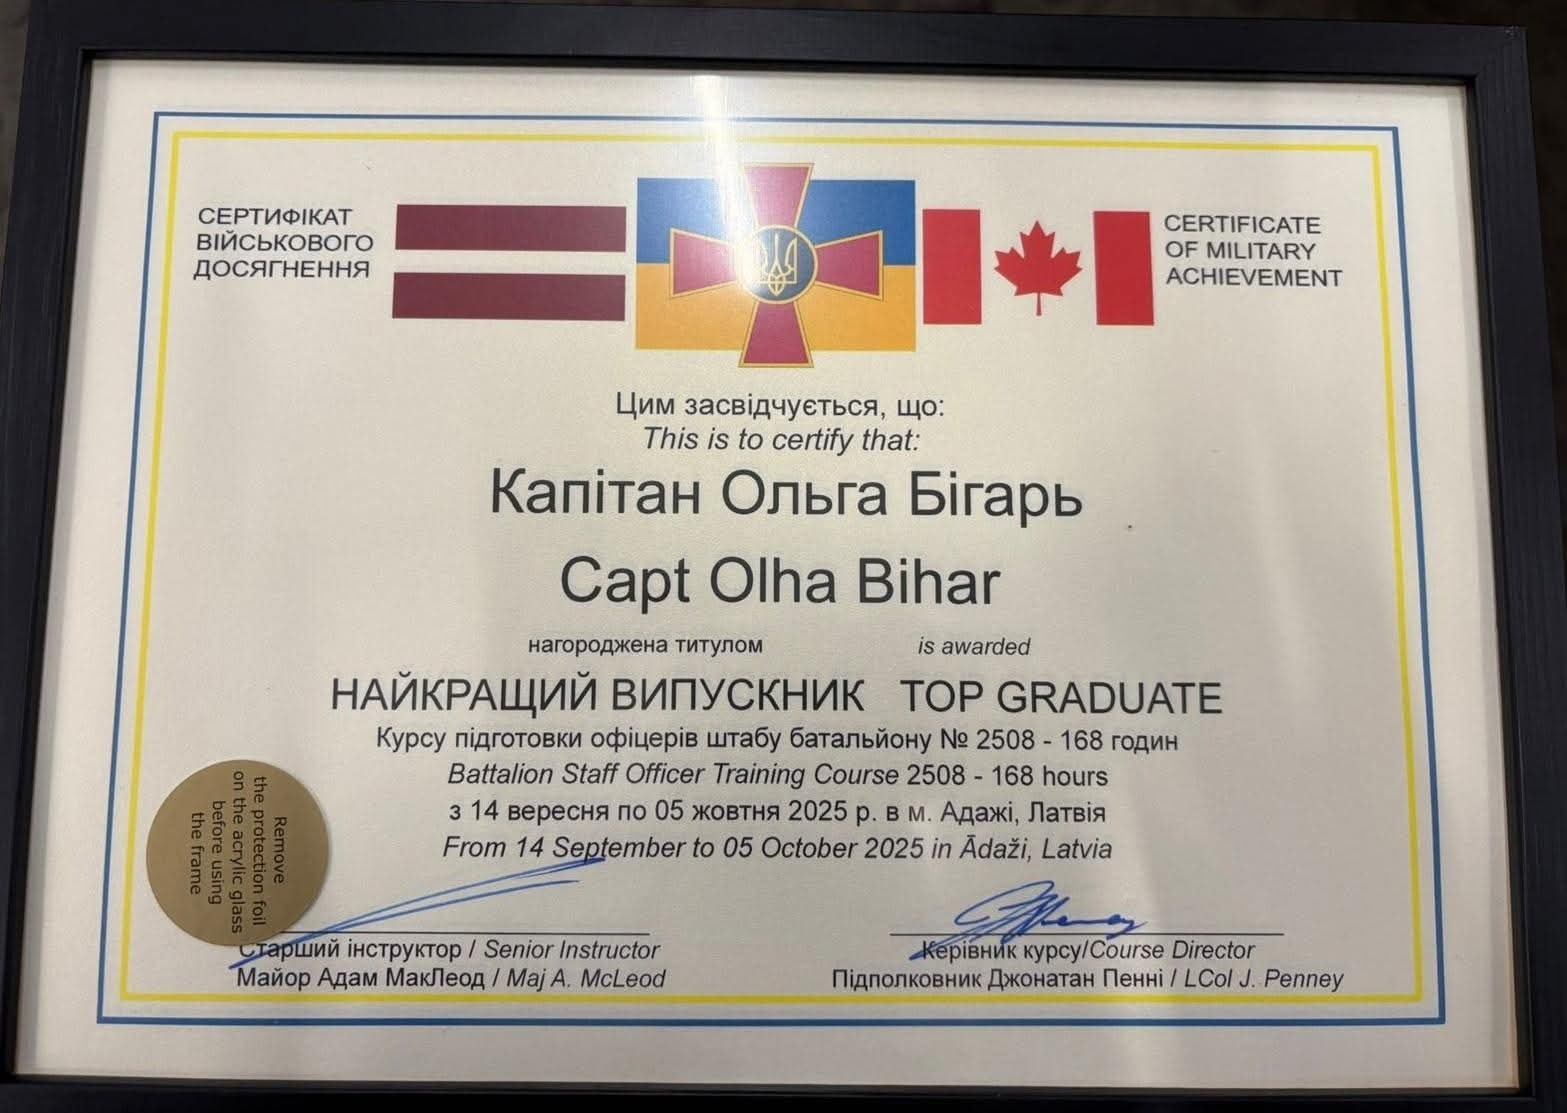 СЕРТИФІКАТ
ВІЙСЬКОВОГО
ДОСЯГНЕННЯ
CERTIFICATE
OF MILITARY
ACHIEVEMENT
Цим засвідчується, що:
This is to certify that:
Капітан Ольга Бігарь
Capt Olha Bihar
нагороджена титулом is awarded
НАЙКРАЩИЙ ВИПУСКНИК TOP GRADUATE
Курсу підготовки офіцерів штабу батальйону № 2508 - 168 годин
Battalion Staff Officer Training Course 2508 - 168 hours
з 14 вересня по 05 жовтня 2025 р. в м. Адажі, Латвія
From 14 September to 05 October 2025 in Ādaži, Latvia
Remove
the protection foil
on the acrylic glass
before using
the frame
Старший інструктор / Senior Instructor
Майор Адам МакЛеод / Maj A. McLeod
Керівник курсу/Course Director
Підполковник Джонатан Пенні / LCol J. Penney